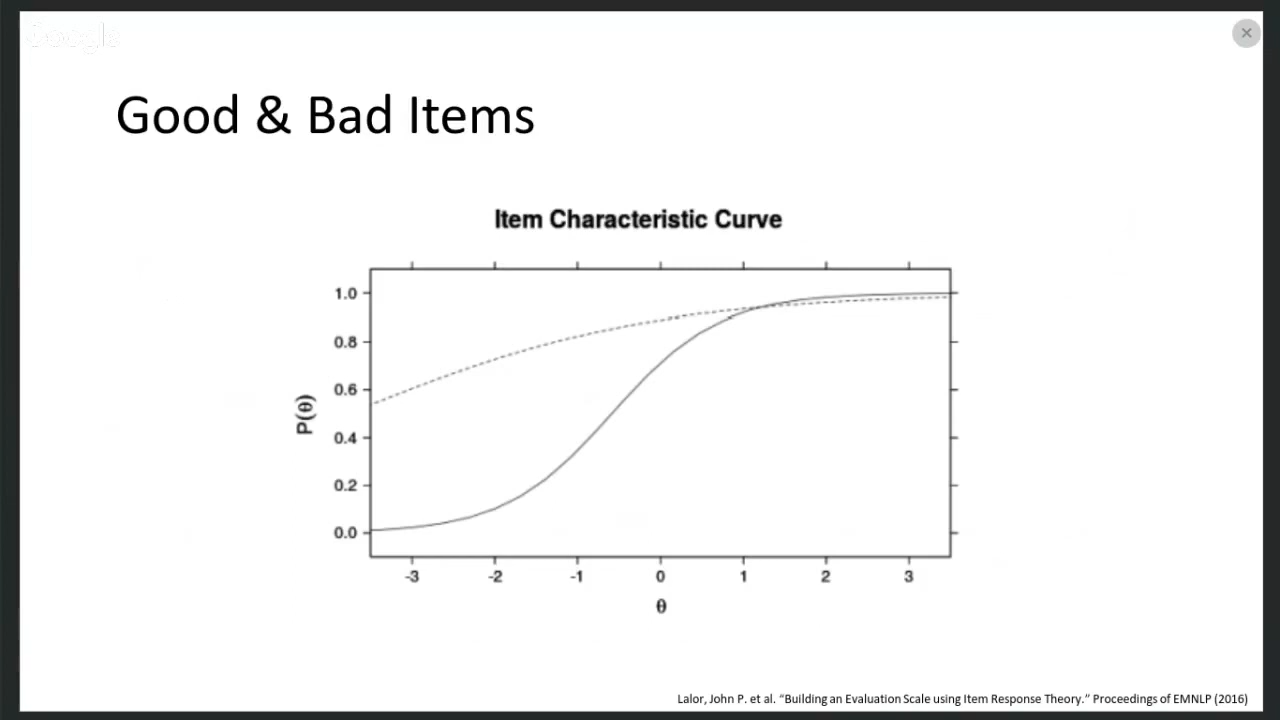 Google
Good & Bad Items
Item Characteristic Curve
1.0
0.8
0.6
0.4
0.2
0.0
P(θ)
-3 -2 -1 0 1 2 3
θ
Lalor, John P. et al. “Building an Evaluation Scale using Item Response Theory.” Proceedings of EMNLP (2016)